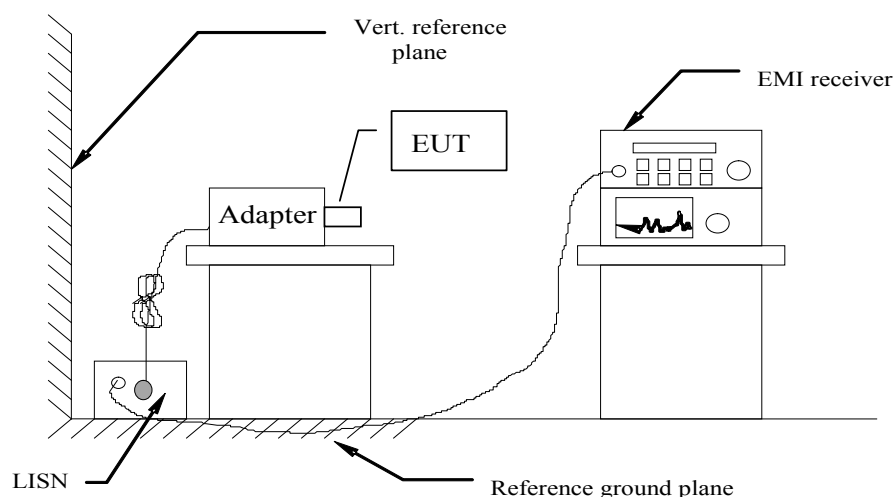 Vert. reference
plane
EMI receiver
EUT
Adapter
LISN
Reference ground plane